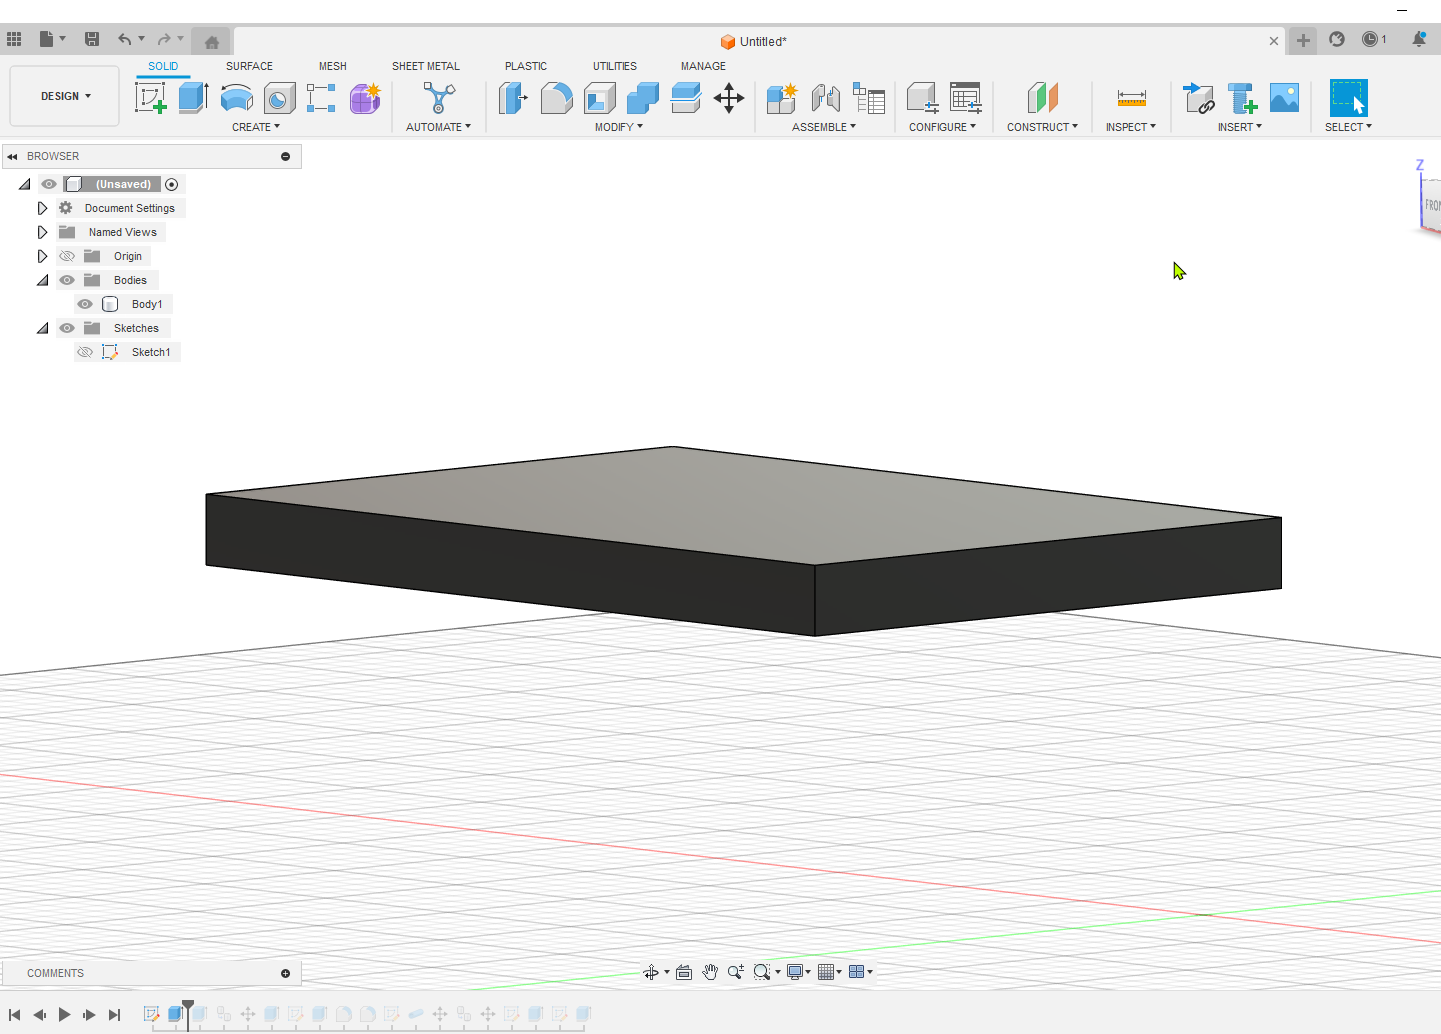 Untitled*
1
DESIGN
SOLID
SURFACE
MESH
SHEET METAL
PLASTIC
UTILITIES
MANAGE
CREATE
AUTOMATE
MODIFY
ASSEMBLE
CONFIGURE
CONSTRUCT
INSPECT
INSERT
SELECT
BROWSER
(Unsaved)
Document Settings
Named Views
Origin
Bodies
Body1
Sketches
Sketch1
Z
COMMENTS